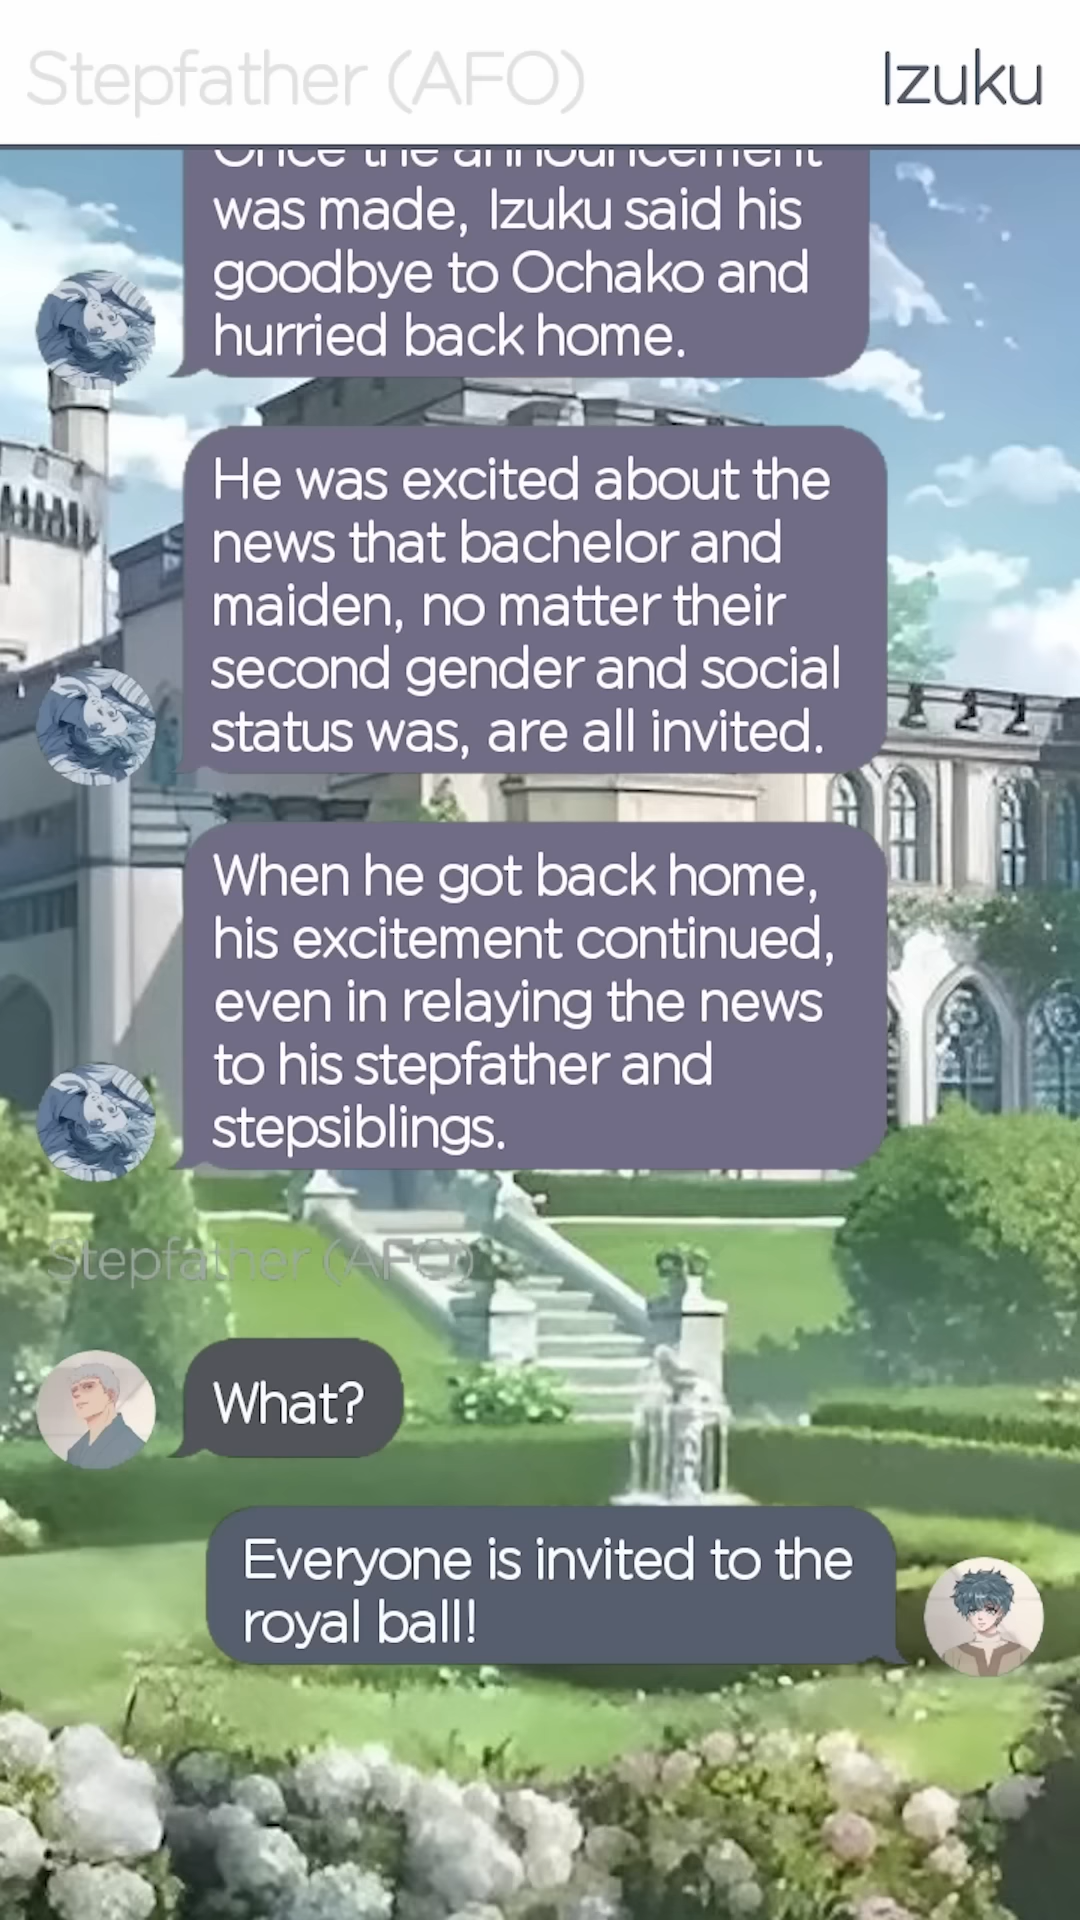 Stepfather (AFO)
Izuku
Once the announcement
was made, Izuku said his
goodbye to Ochako and
hurried back home.
He was excited about the
news that bachelor and
maiden, no matter their
second gender and social
status was, are all invited.
When he got back home,
his excitement continued,
even in relaying the news
to his stepfather and
stepsiblings.
Stepfather (AFO)
What?
Everyone is invited to the
royal ball!